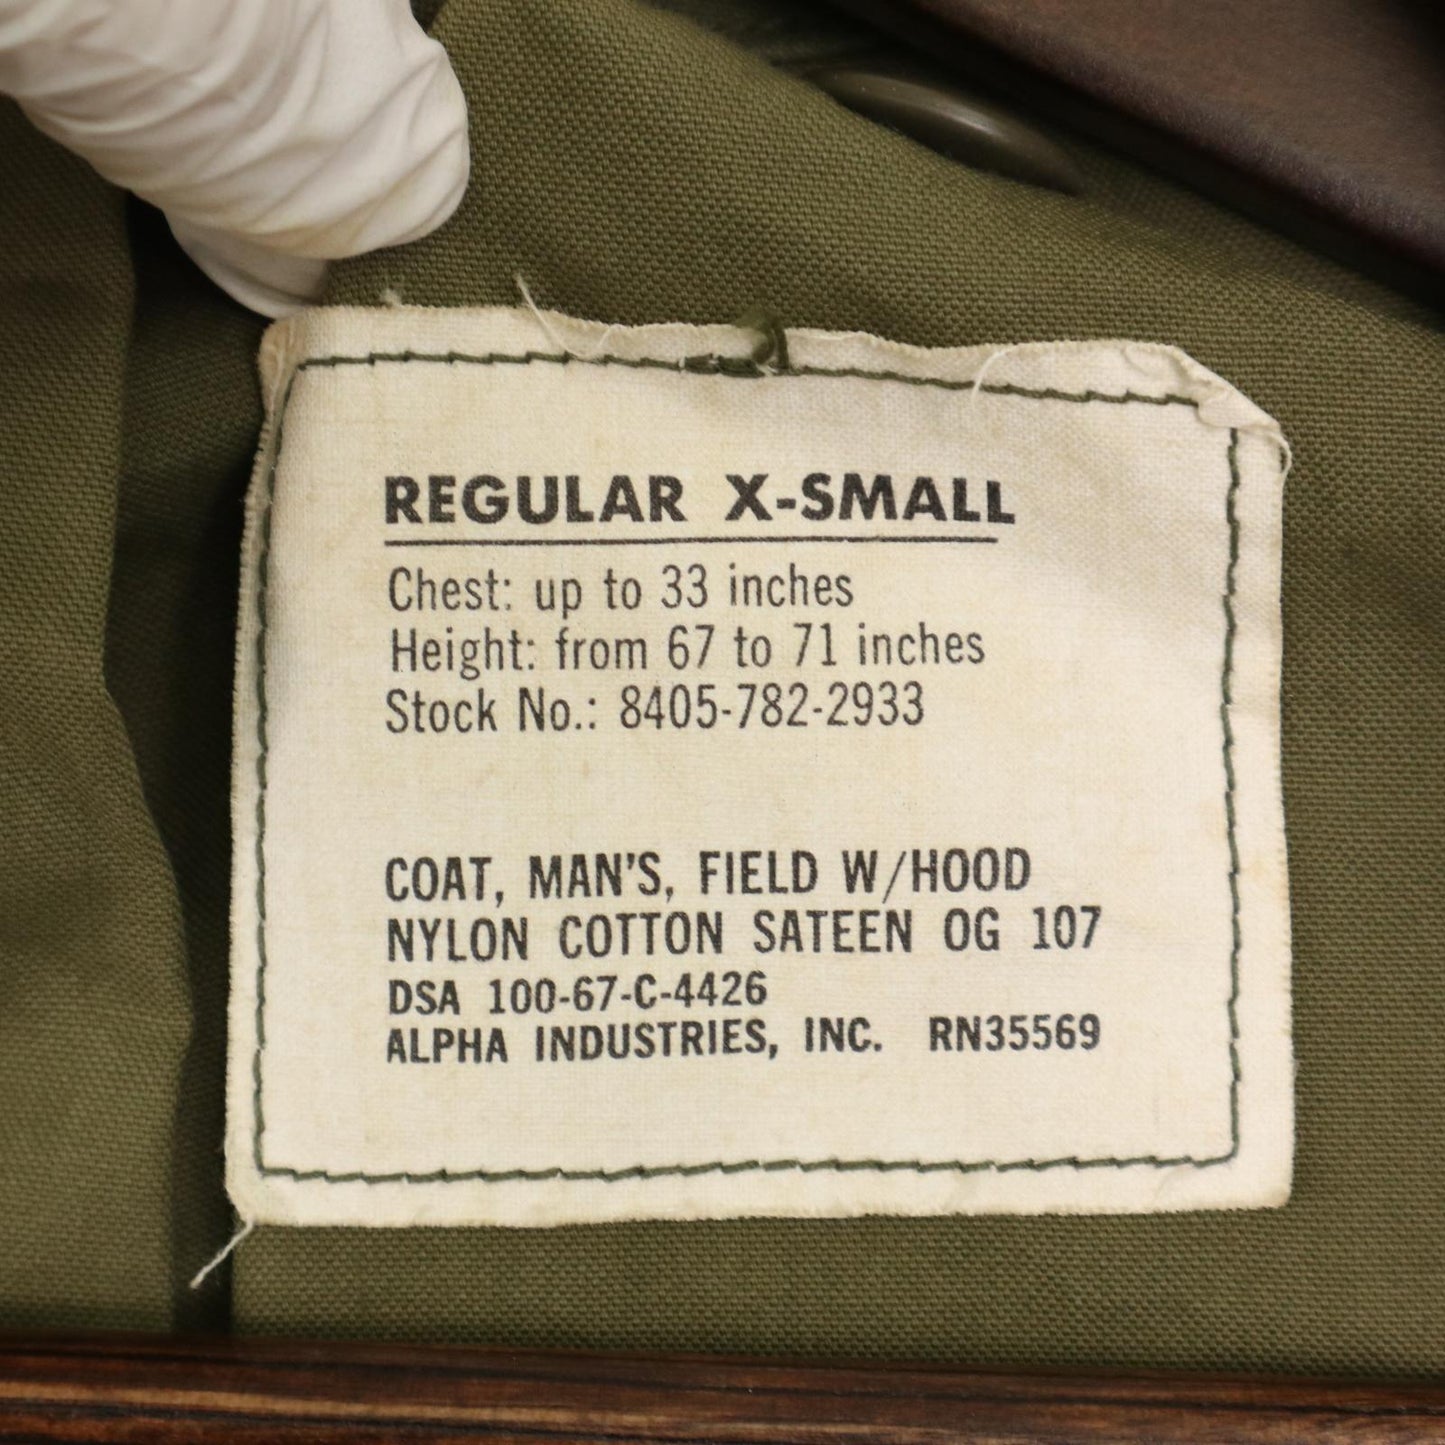 REGULAR X-SMALL
Chest: up to 33 inches
Height: from 67 to 71 inches
Stock No.: 8405-782-2933
COAT, MAN'S, FIELD W/HOOD
NYLON COTTON SATEEN OG 107
DSA 100-67-C-4426
ALPHA INDUSTRIES, INC. RN35569